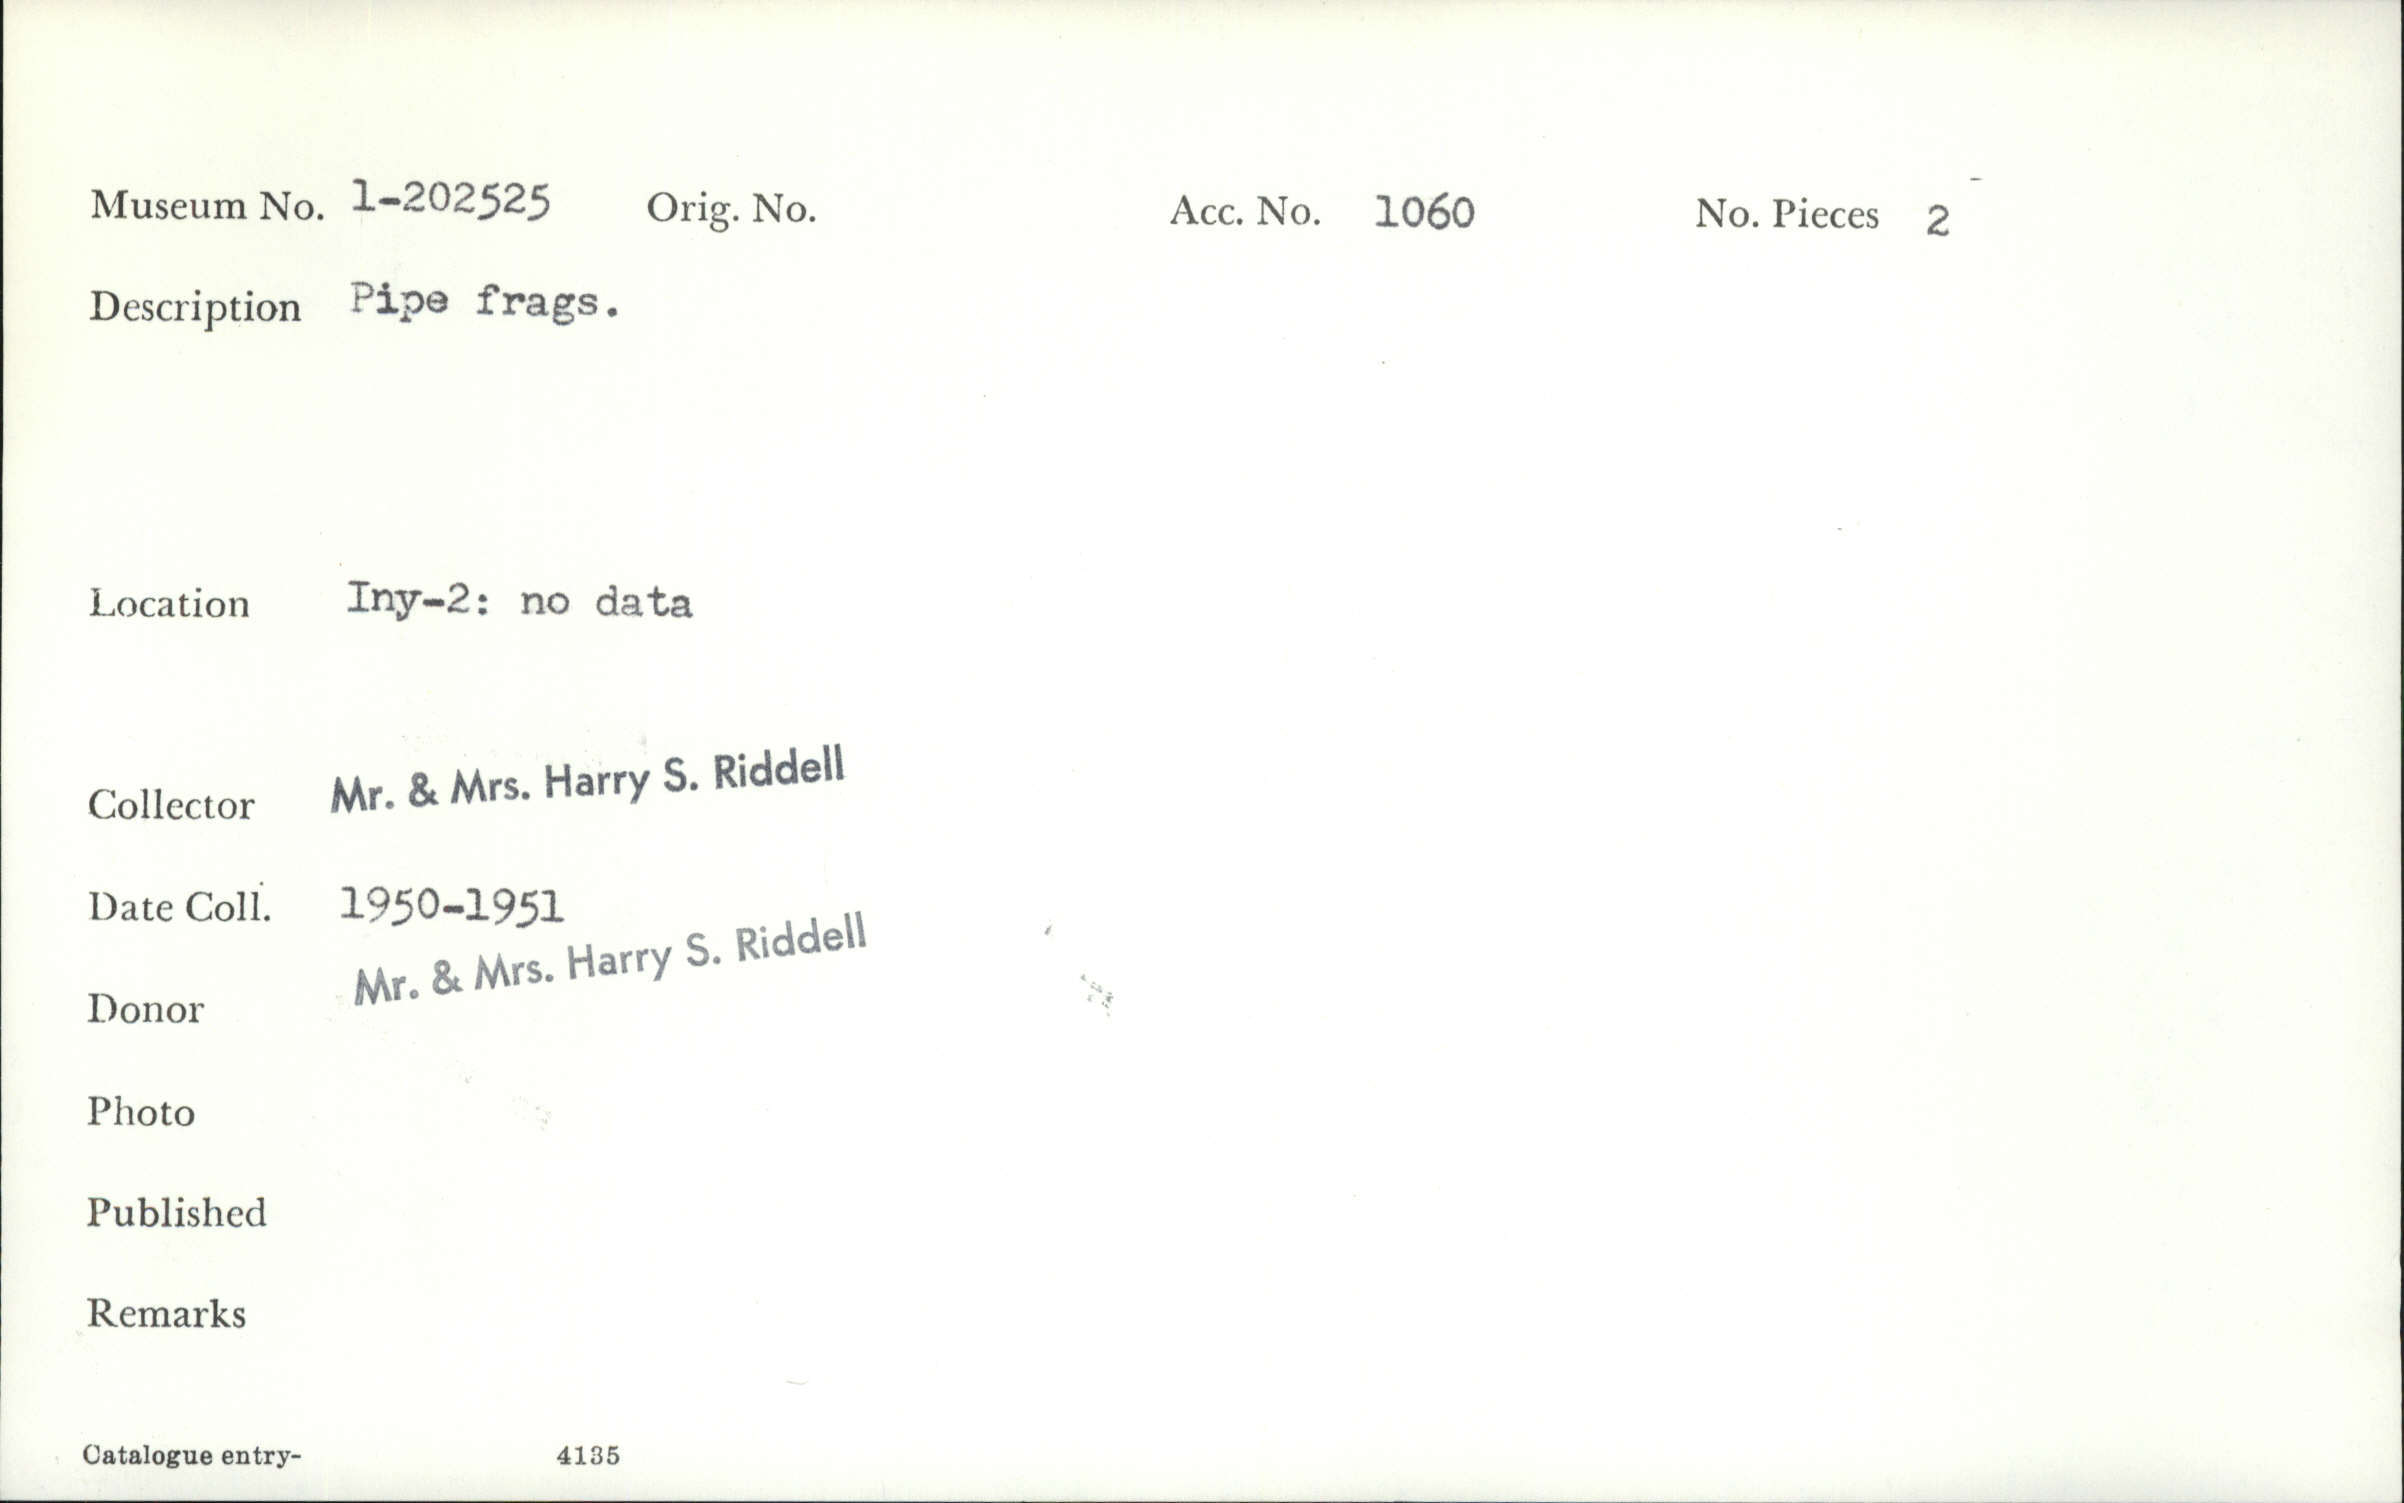 Museum No. 1-202525 Orig. No. Acc. No. 1060 No. Pieces 2
Description Pipe frags.
Location Iny-2: no data
Collector Mr. & Mrs. Harry S. Riddell
Date Coll. 1950-1951
Donor Mr. & Mrs. Harry S. Riddell
Photo
Published
Remarks
Catalogue entry- 4135